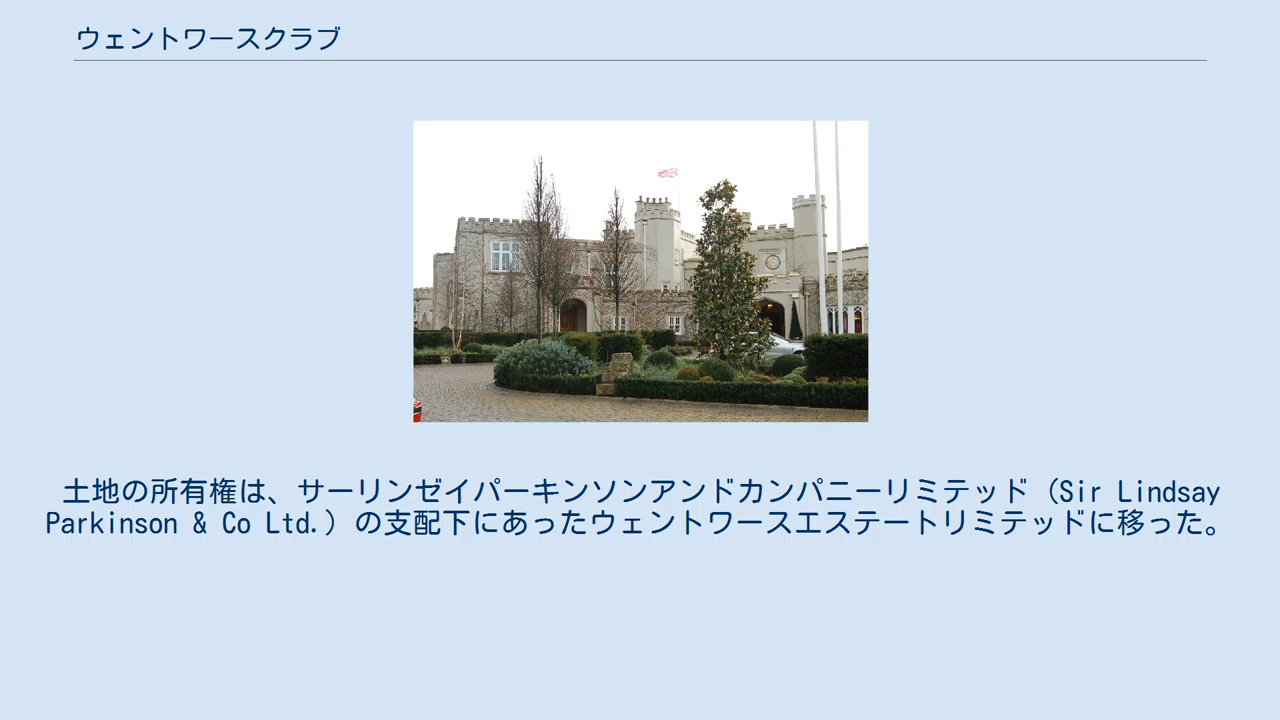 ウェントワースクラブ
土地の所有権は、サーリンゼイパーキンソンアンドカンパニーリミテッド（Sir Lindsay
Parkinson & Co Ltd.）の支配下にあったウェントワースエステートリミテッドに移った。